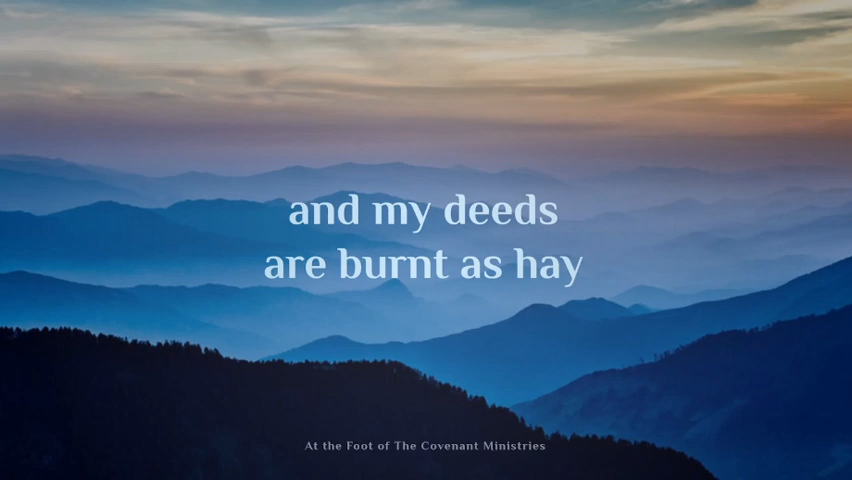 and my deeds
are burnt as hay
At the Foot of The Covenant Ministries